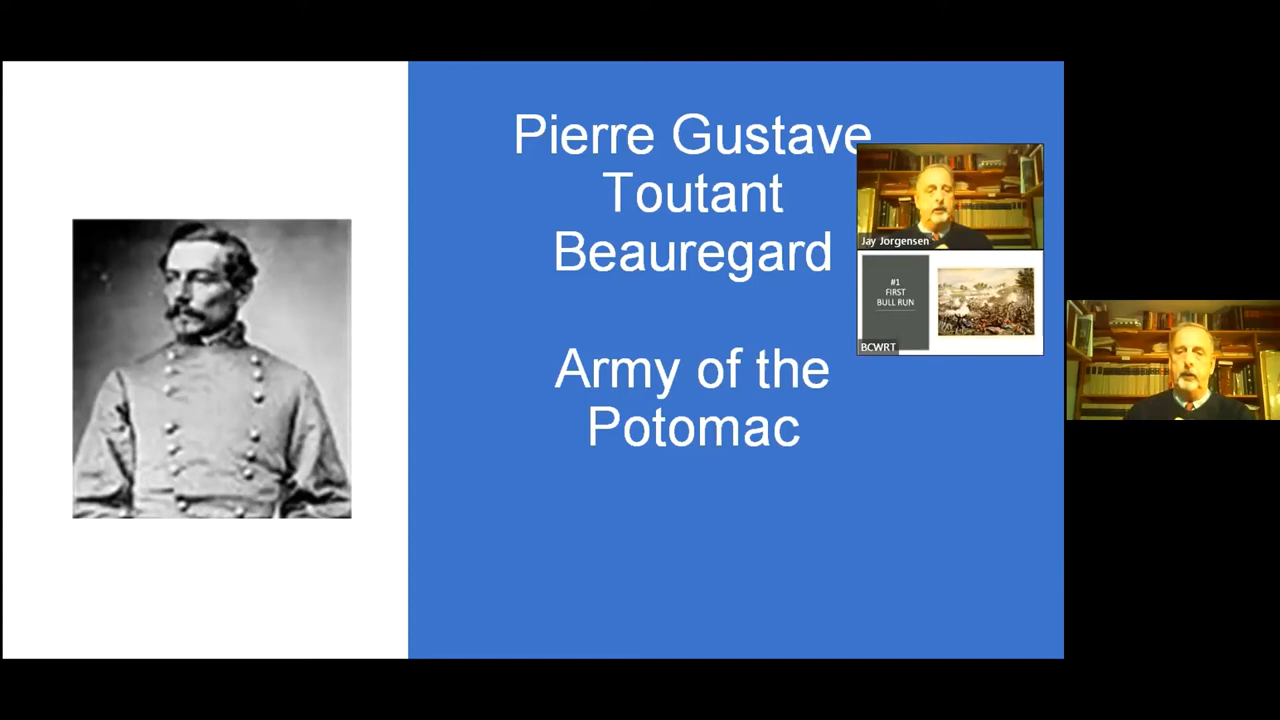 Pierre Gustave
Toutant
Beauregard
Army of the
Potomac
Jay Jorgensen
#1
FIRST
BULL RUN
BCWRT